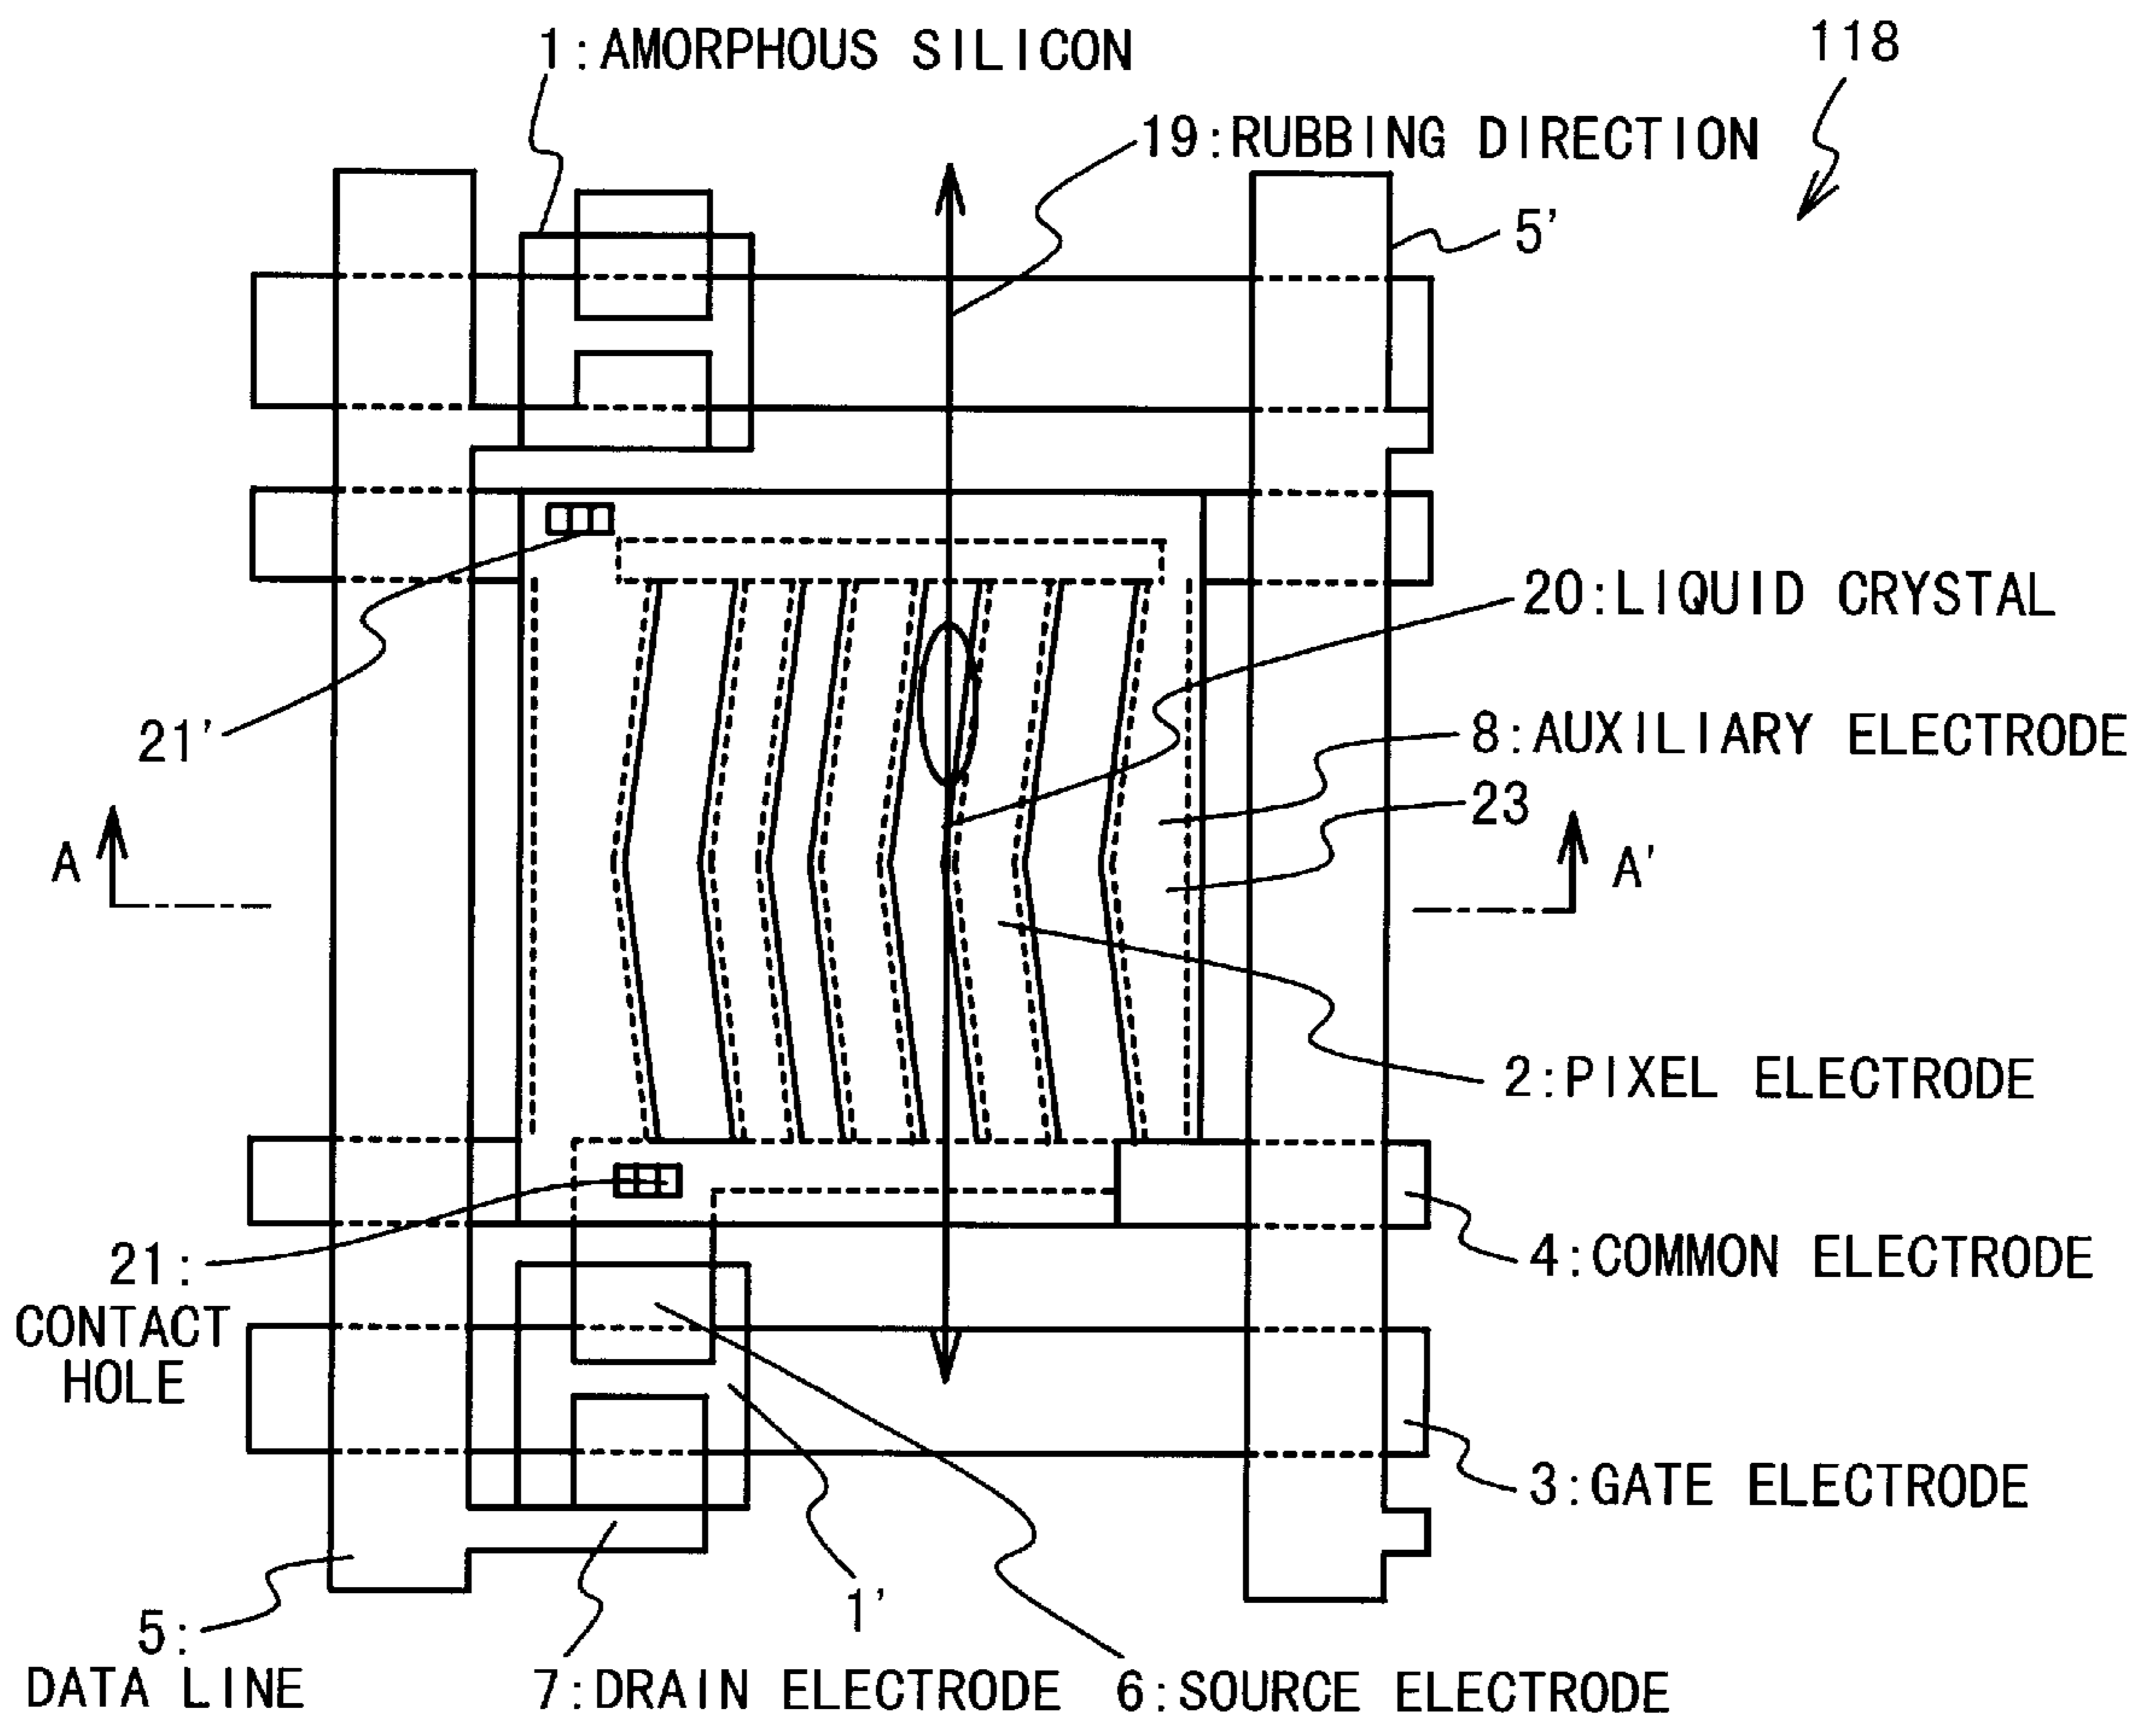 1:AMORPHOUS SILICON
118
19:RUBBING DIRECTION
5'
20:LIQUID CRYSTAL
21'
8:AUXILIARY ELECTRODE
23
A
A'
2:PIXEL ELECTRODE
21:
CONTACT
HOLE
4:COMMON ELECTRODE
3:GATE ELECTRODE
1'
5:
DATA LINE
7:DRAIN ELECTRODE
6:SOURCE ELECTRODE